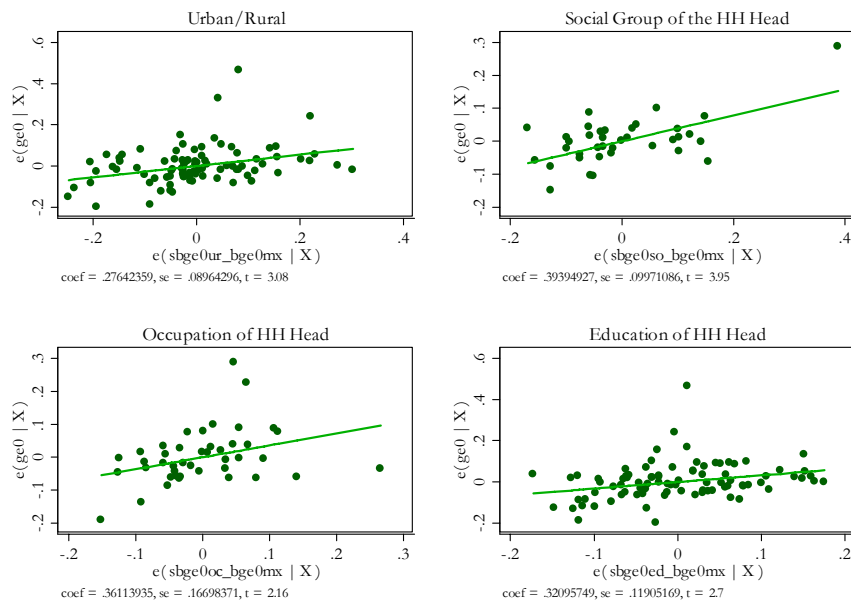 Urban/Rural
e( ge0 | X )
.6
.4
.2
0
-.2
-.2
0
.2
.4
e( sbge0ur_bge0mx | X )
coef = .27642359, se = .08964296, t = 3.08
Social Group of the HH Head
e( ge0 | X )
.3
.2
.1
0
-.1
-.2
-.2
0
.2
.4
e( sbge0so_bge0mx | X )
coef = .39394927, se = .09971086, t = 3.95
Occupation of HH Head
e( ge0 | X )
.3
.2
.1
0
-.1
-.2
-.2
-.1
0
.1
.2
.3
e( sbge0oc_bge0mx | X )
coef = .36113935, se = .16698371, t = 2.16
Education of HH Head
e( ge0 | X )
.6
.4
.2
0
-.2
-.2
-.1
0
.1
.2
e( sbge0ed_bge0mx | X )
coef = .32095749, se = .11905169, t = 2.7